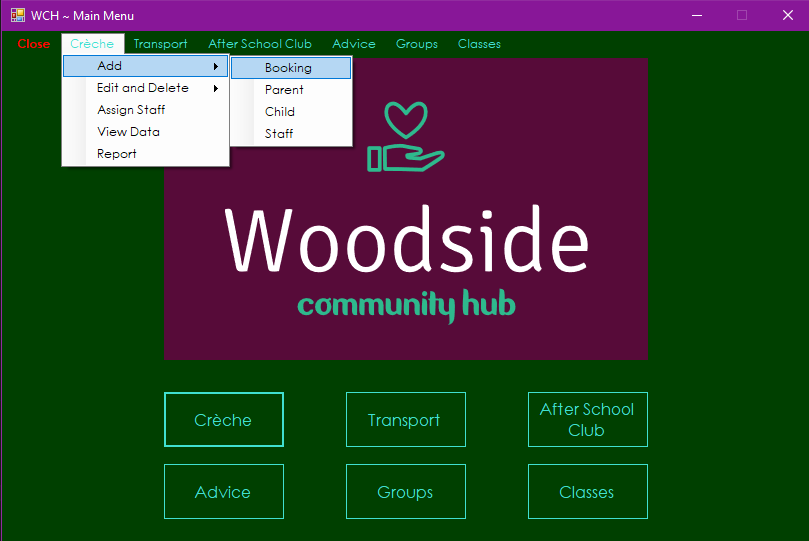 WCH ~ Main Menu
Close Crèche Transport After School Club Advice Groups Classes
Add
Edit and Delete
Assign Staff
View Data
Report
Booking
Parent
Child
Staff
Woodside
community hub
Crèche
Transport
After School
Club
Advice
Groups
Classes